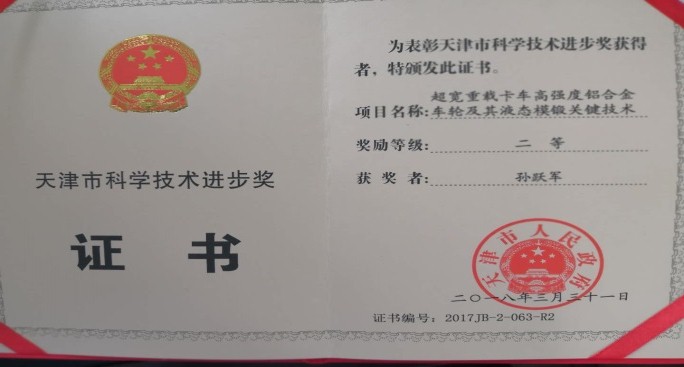 天津市科学技术进步奖
证 书
为表彰天津市科学技术进步奖获得
者，特颁发此证书。
项目名称:超宽重载卡车高强度铝合金
车轮及其液态模锻关键技术
奖励等级: 二 等
获 奖 者: 孙跃军
天津市人民政府
二〇一八年三月三十一日
证书编号: 2017JB-2-063-R2